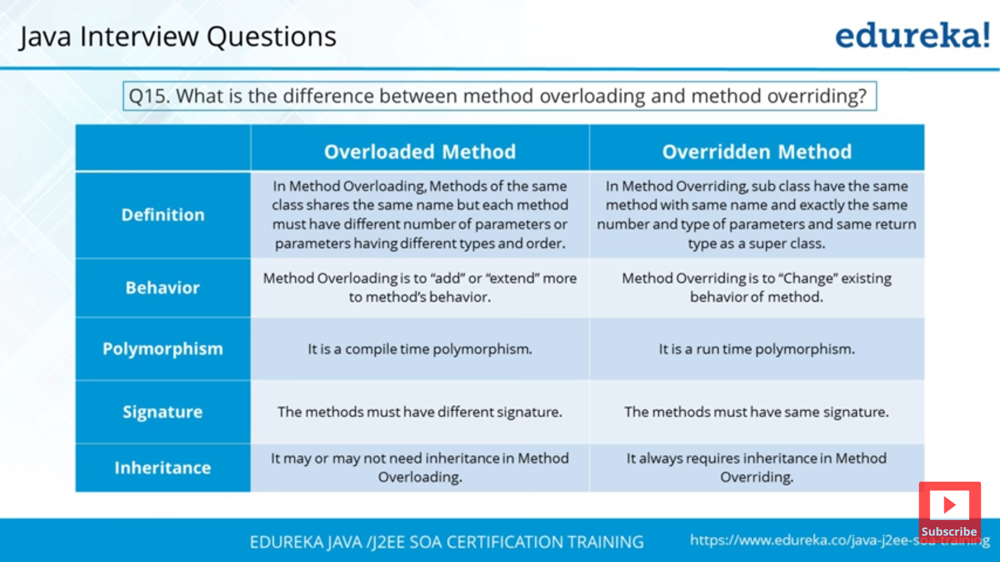 Java Interview Questions
edureka!
Q15. What is the difference between method overloading and method overriding?
Overloaded Method
Overridden Method
Definition
In Method Overloading, Methods of the same
class shares the same name but each method
must have different number of parameters or
parameters having different types and order.
In Method Overriding, sub class have the same
method with same name and exactly the same
number and type of parameters and same return
type as a super class.
Behavior
Method Overloading is to “add” or “extend” more
to method’s behavior.
Method Overriding is to “Change” existing
behavior of method.
Polymorphism
It is a compile time polymorphism.
It is a run time polymorphism.
Signature
The methods must have different signature.
The methods must have same signature.
Inheritance
It may or may not need inheritance in Method
Overloading.
It always requires inheritance in Method
Overriding.
Subscribe
EDUREKA JAVA /J2EE SOA CERTIFICATION TRAINING
https://www.edureka.co/java-j2ee-soa-training